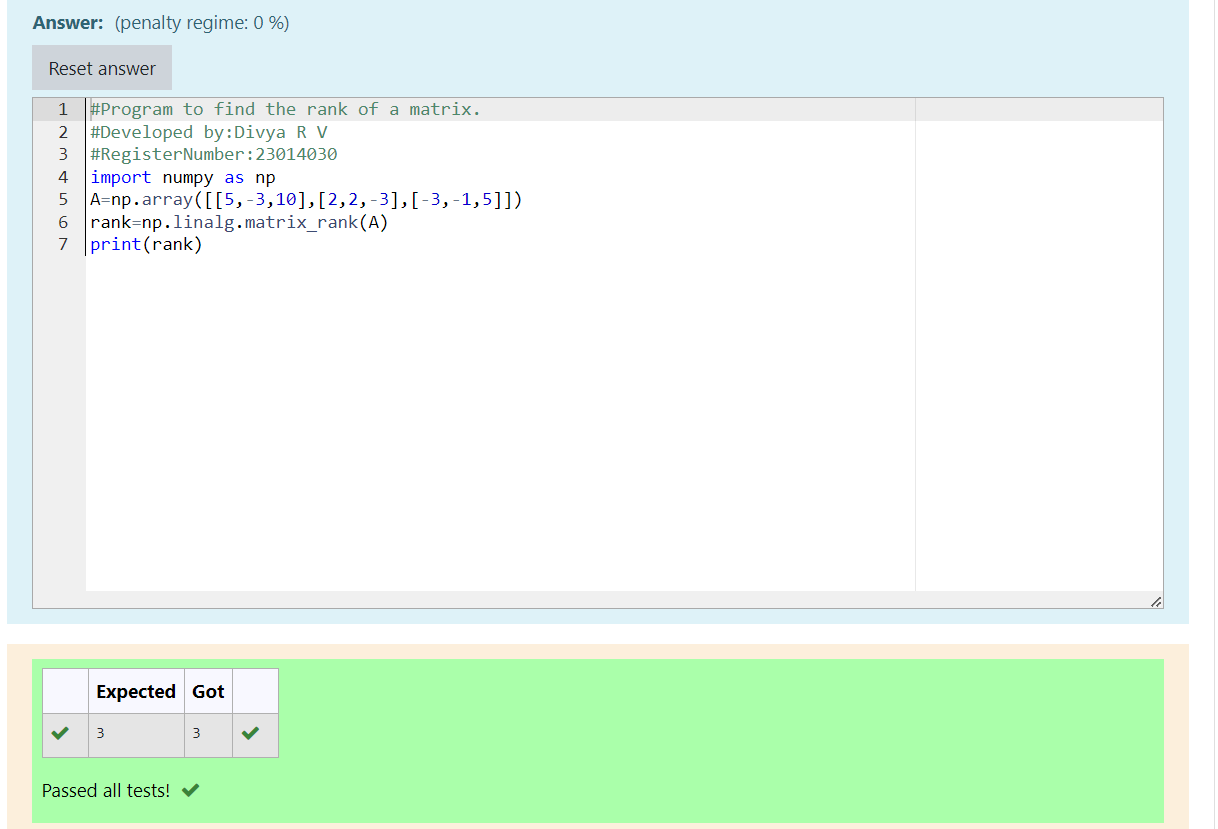 Answer: (penalty regime: 0 %)
Reset answer
1 #Program to find the rank of a matrix.
2 #Developed by:Divya R V
3 #RegisterNumber:23014030
4 import numpy as np
5 A=np.array([[5,-3,10],[2,2,-3],[-3,-1,5]])
6 rank=np.linalg.matrix_rank(A)
7 print(rank)
Expected Got
3 3
Passed all tests!